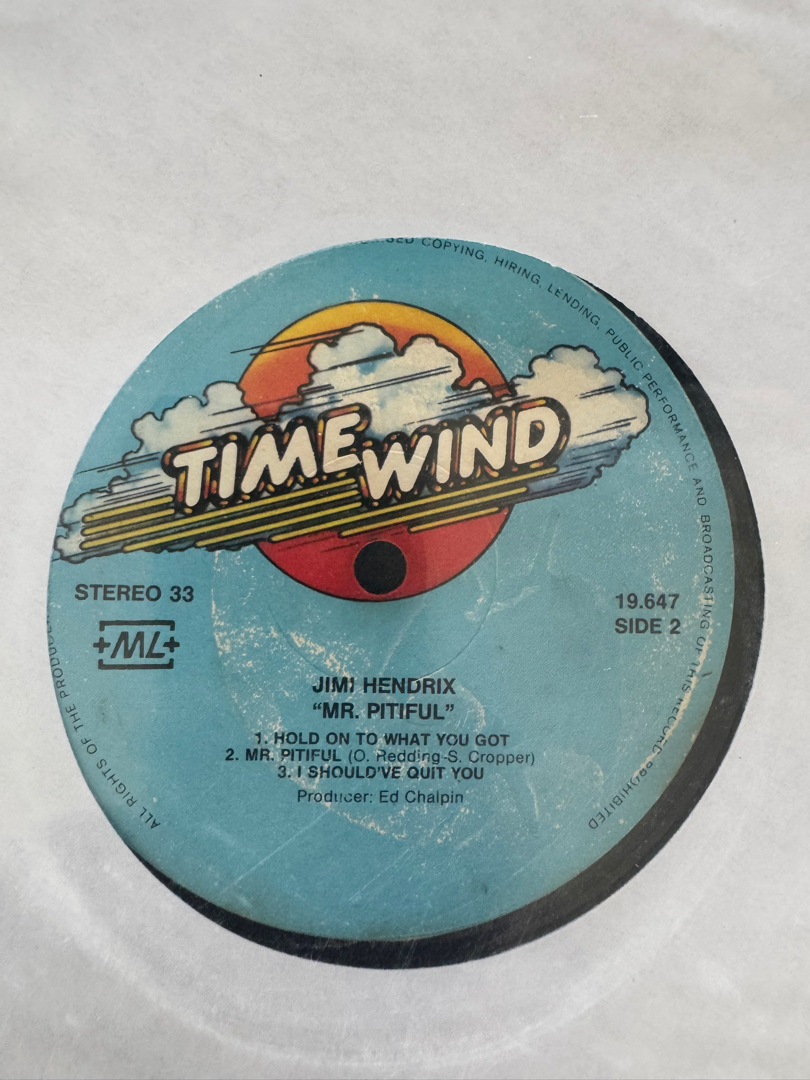 COPYING, HIRING, LENDING, PUBLIC PERFORMANCE AND BROADCASTING OF THIS RECORD PROHIBITED
TIME WIND
STEREO 33
19.647
SIDE 2
+ML+
JIMI HENDRIX
“MR. PITIFUL”
1. HOLD ON TO WHAT YOU GOT
2. MR. PITIFUL (O. Redding-S. Cropper)
3. I SHOULD'VE QUIT YOU
Producer: Ed Chalpin
ALL RIGHTS OF THE